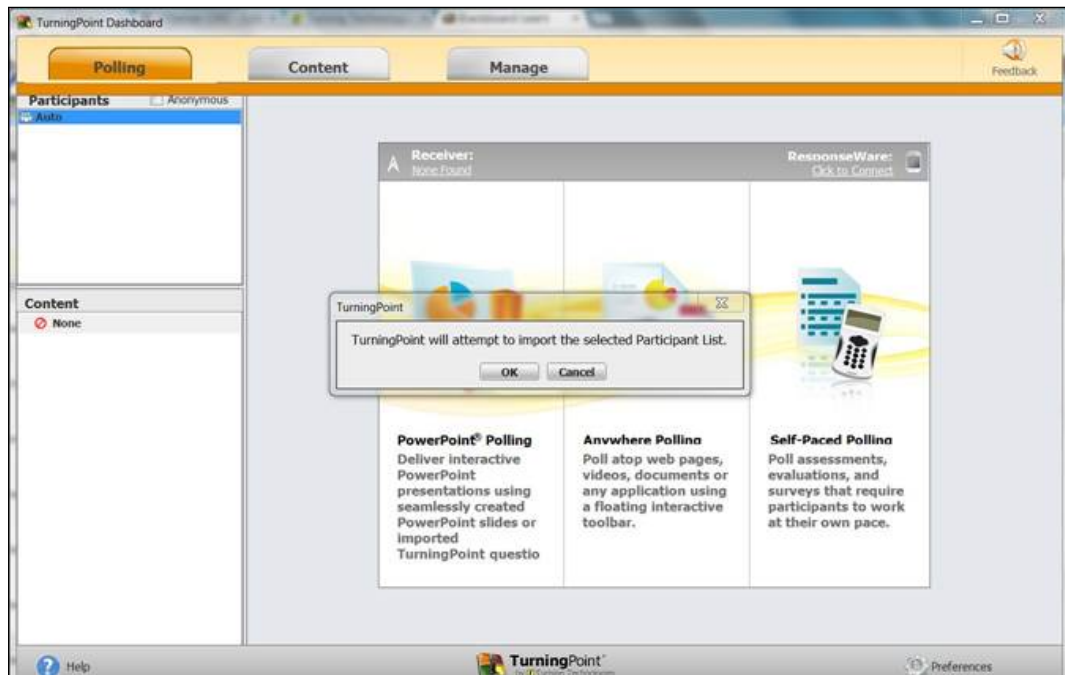 TurningPoint Dashboard
Polling
Content
Manage
Feedback
Participants
Anonymous
Auto
A
Receiver:
None Found
ResponseWare:
Click to Connect
Content
None
TurningPoint
TurningPoint will attempt to import the selected Participant List.
OK
Cancel
PowerPoint® Polling
Deliver interactive
PowerPoint
presentations using
seamlessly created
PowerPoint slides or
imported
TurningPoint questio
Anywhere Polling
Poll atop web pages,
videos, documents or
any application using
a floating interactive
toolbar.
Self-Paced Polling
Poll assessments,
evaluations, and
surveys that require
participants to work
at their own pace.
Help
TurningPoint
by Turning Technologies
Preferences